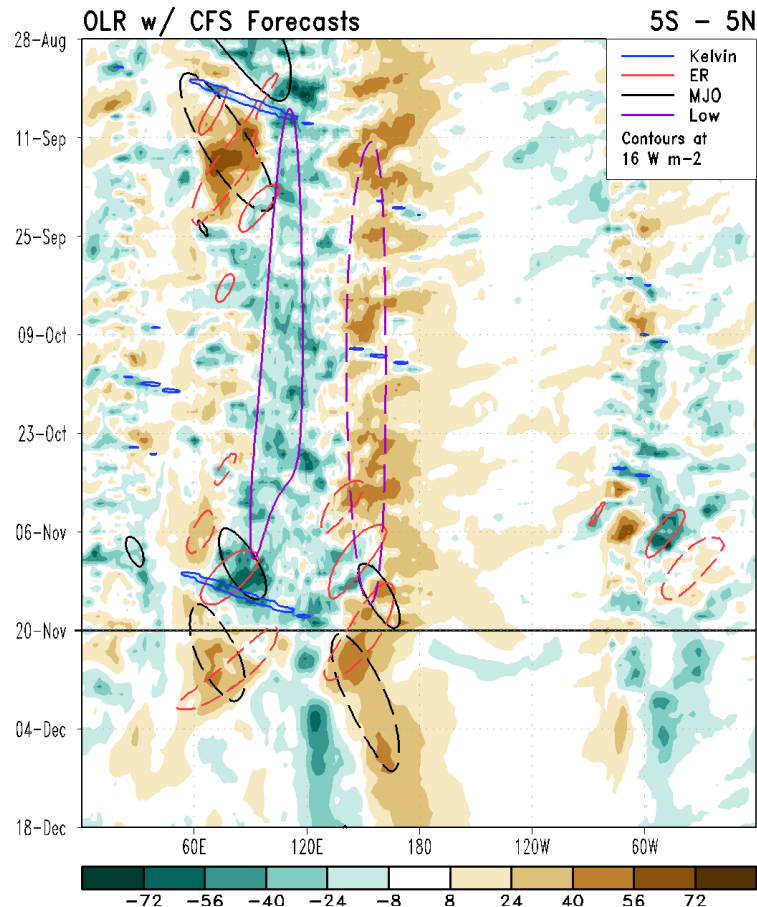 OLR w/ CFS Forecasts 5S - 5N
28-Aug
11-Sep
25-Sep
09-Oct
23-Oct
06-Nov
20-Nov
04-Dec
18-Dec
Kelvin
ER
MJO
Low
Contours at
16 W m-2
60E 120E 180 120W 60W
-72 -56 -40 -24 -8 8 24 40 56 72